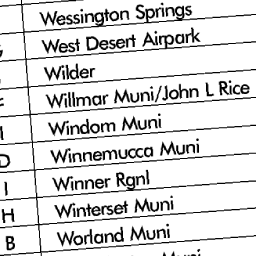 Wessington Springs
West Desert Airpark
Wilder
Willmar Muni/John L Rice
Windom Muni
D Winnemucca Muni
I Winner Rgnl
H Winterset Muni
B Worland Muni
Muni